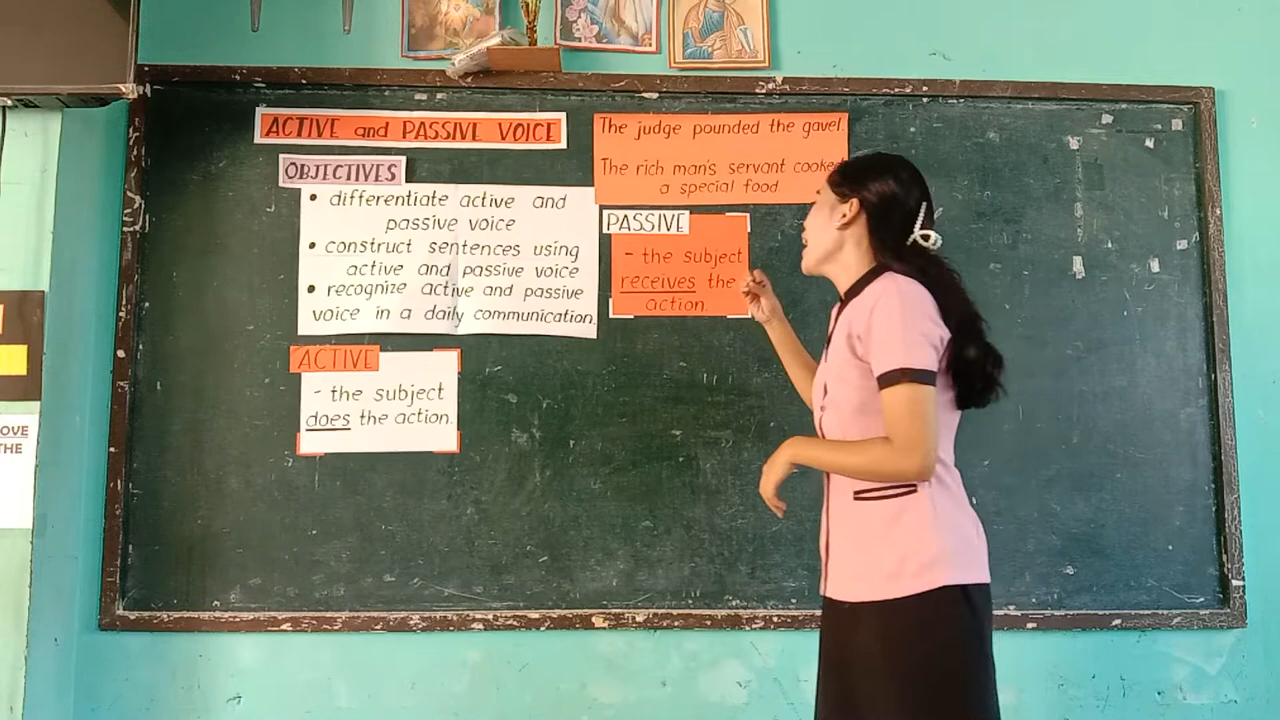 ACTIVE and PASSIVE VOICE
OBJECTIVES
• differentiate active and
passive voice
• construct sentences using
active and passive voice
• recognize active and passive
voice in a daily communication.
ACTIVE
- the subject
does the action.
The judge pounded the gavel.
The rich man's servant cooked
a special food
PASSIVE
- the subject
receives the
action.
OVE
THE